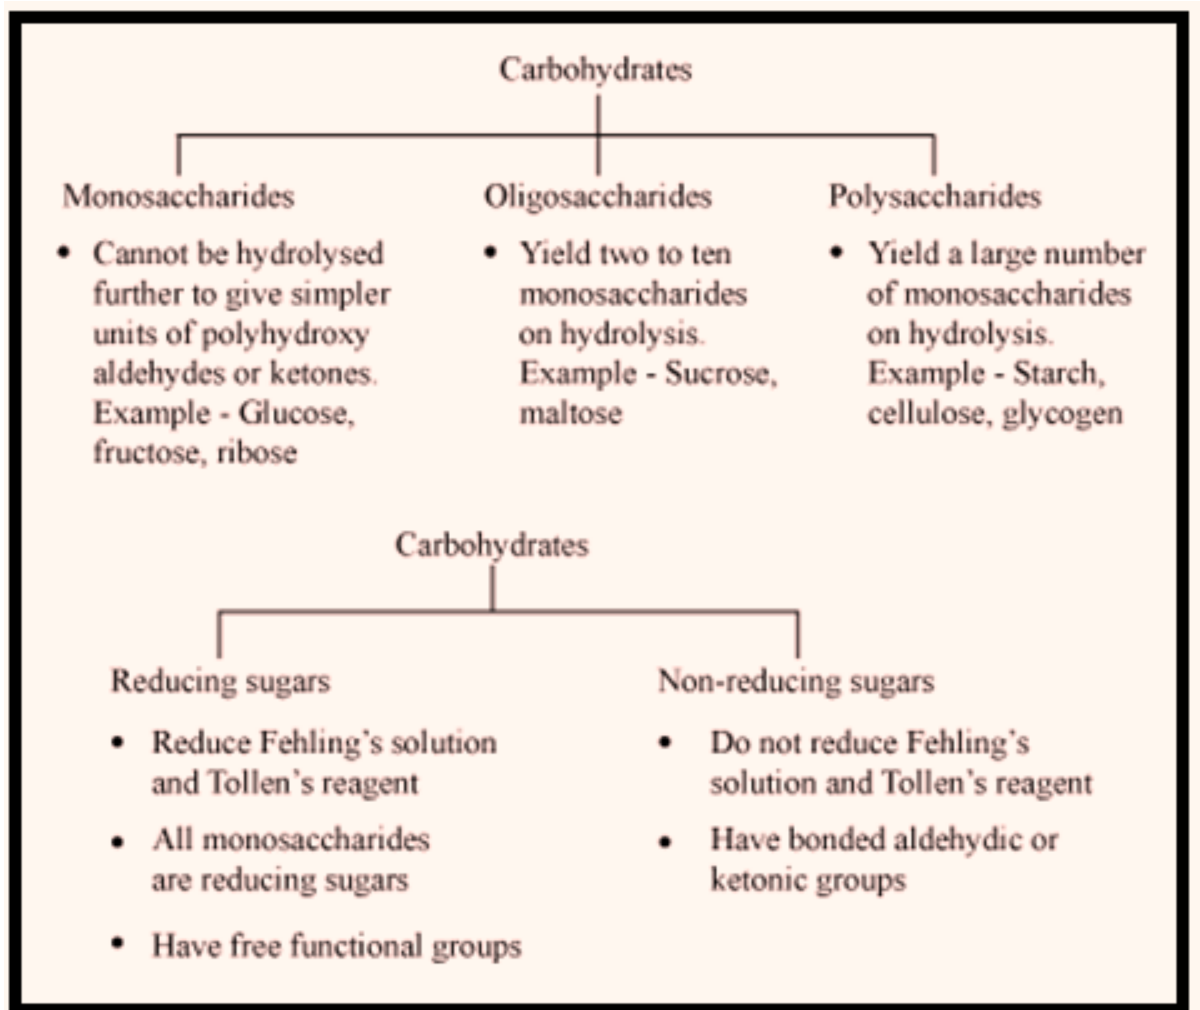 Carbohydrates
Monosaccharides
• Cannot be hydrolysed
further to give simpler
units of polyhydroxy
aldehydes or ketones.
Example - Glucose,
fructose, ribose
Oligosaccharides
• Yield two to ten
monosaccharides
on hydrolysis.
Example - Sucrose,
maltose
Polysaccharides
• Yield a large number
of monosaccharides
on hydrolysis.
Example - Starch,
cellulose, glycogen
Carbohydrates
Reducing sugars
• Reduce Fehling's solution
and Tollen's reagent
• All monosaccharides
are reducing sugars
• Have free functional groups
Non-reducing sugars
• Do not reduce Fehling's
solution and Tollen's reagent
• Have bonded aldehydic or
ketonic groups